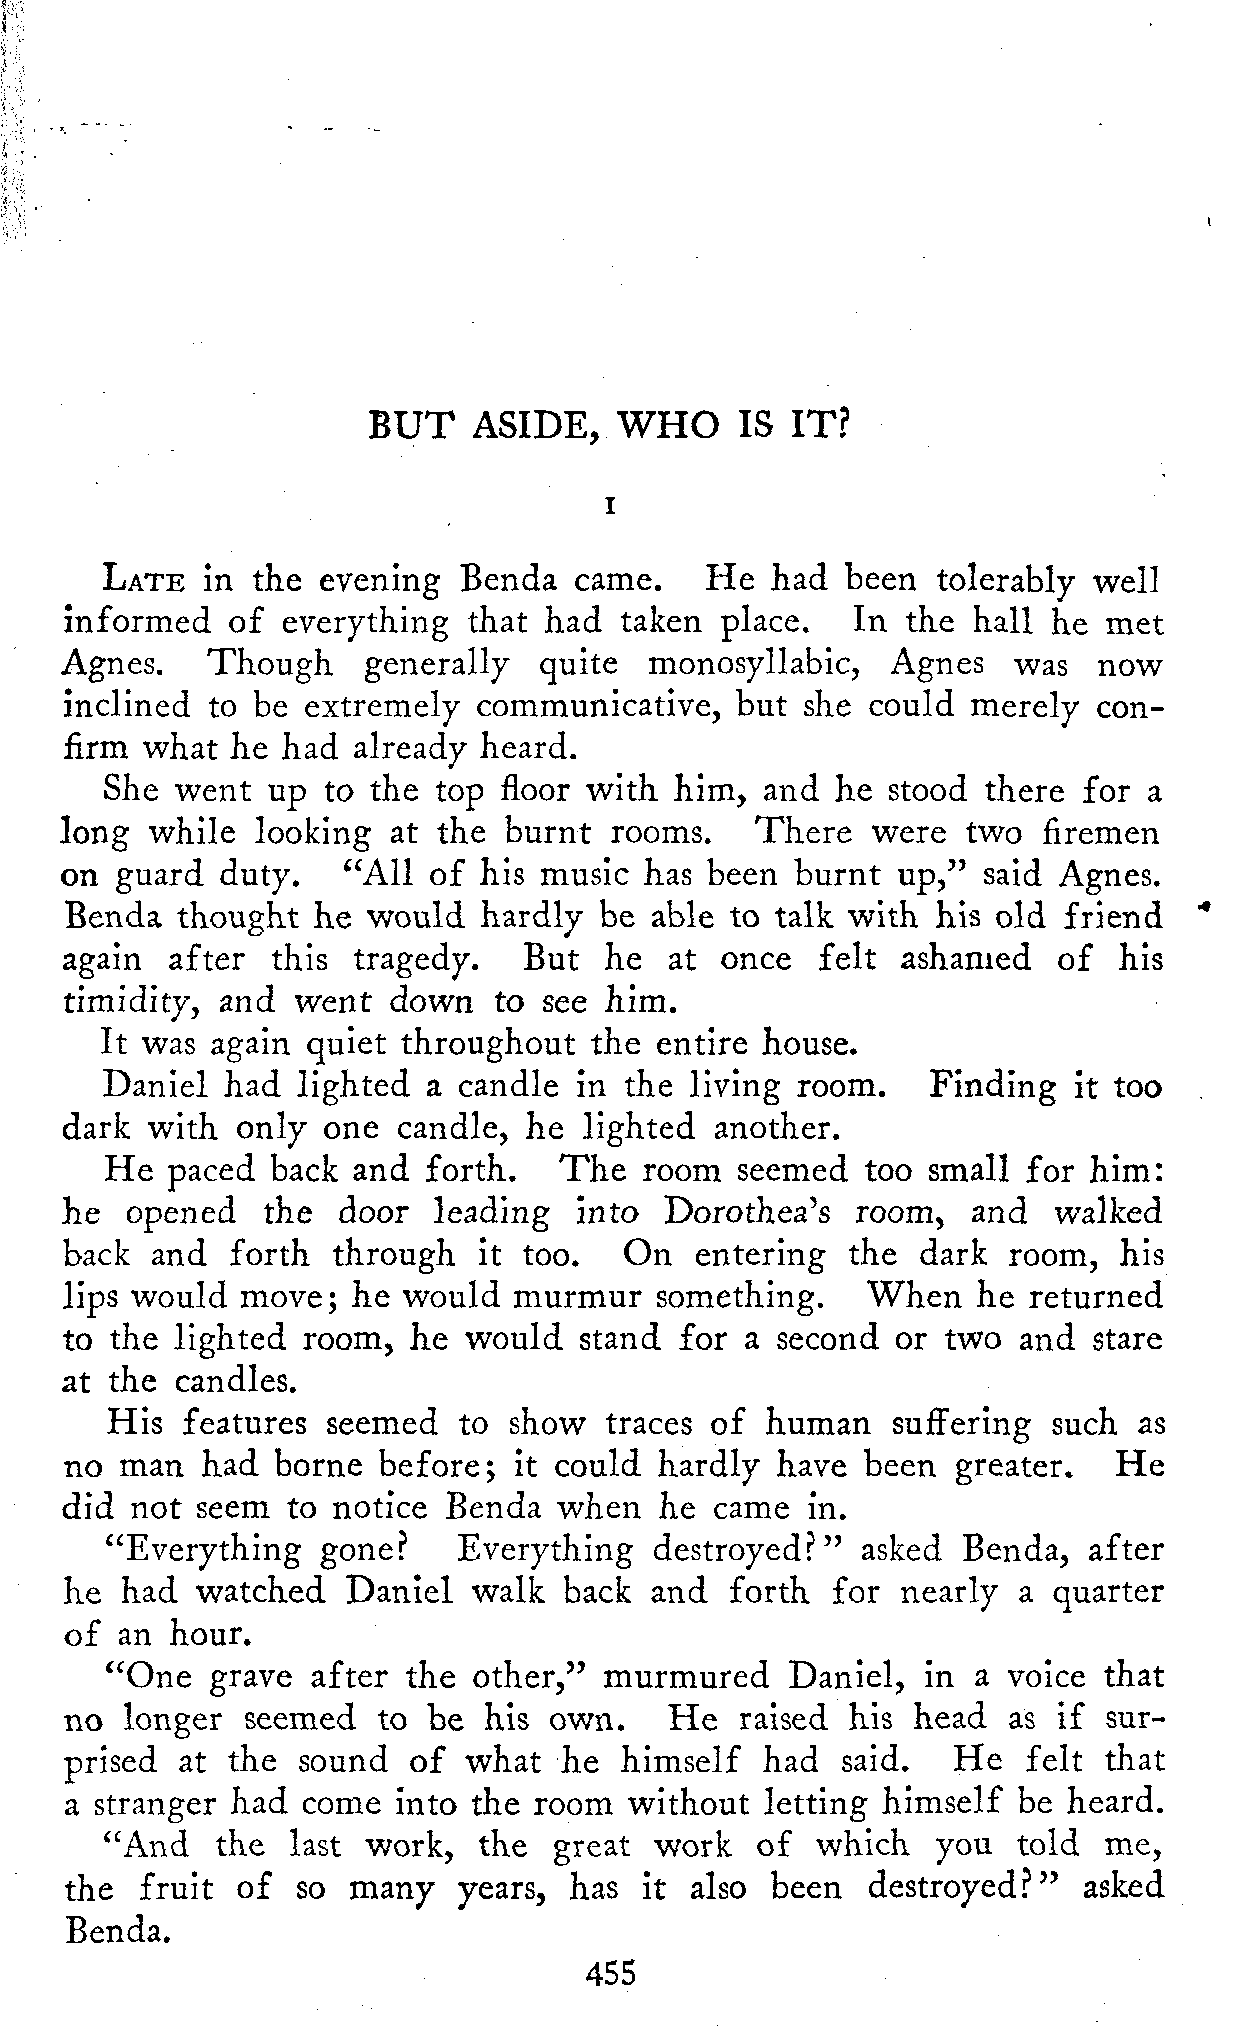 BUT ASIDE, WHO IS IT?
I
LATE in the evening Benda came. He had been tolerably well
informed of everything that had taken place. In the hall he met
Agnes. Though generally quite monosyllabic, Agnes was now
inclined to be extremely communicative, but she could merely con-
firm what he had already heard.
She went up to the top floor with him, and he stood there for a
long while looking at the burnt rooms. There were two firemen
on guard duty. “All of his music has been burnt up,” said Agnes.
Benda thought he would hardly be able to talk with his old friend
again after this tragedy. But he at once felt ashamed of his
timidity, and went down to see him.
It was again quiet throughout the entire house.
Daniel had lighted a candle in the living room. Finding it too
dark with only one candle, he lighted another.
He paced back and forth. The room seemed too small for him:
he opened the door leading into Dorothea’s room, and walked
back and forth through it too. On entering the dark room, his
lips would move; he would murmur something. When he returned
to the lighted room, he would stand for a second or two and stare
at the candles.
His features seemed to show traces of human suffering such as
no man had borne before; it could hardly have been greater. He
did not seem to notice Benda when he came in.
“Everything gone? Everything destroyed?” asked Benda, after
he had watched Daniel walk back and forth for nearly a quarter
of an hour.
“One grave after the other,” murmured Daniel, in a voice that
no longer seemed to be his own. He raised his head as if sur-
prised at the sound of what he himself had said. He felt that
a stranger had come into the room without letting himself be heard.
“And the last work, the great work of which you told me,
the fruit of so many years, has it also been destroyed?” asked
Benda.
455